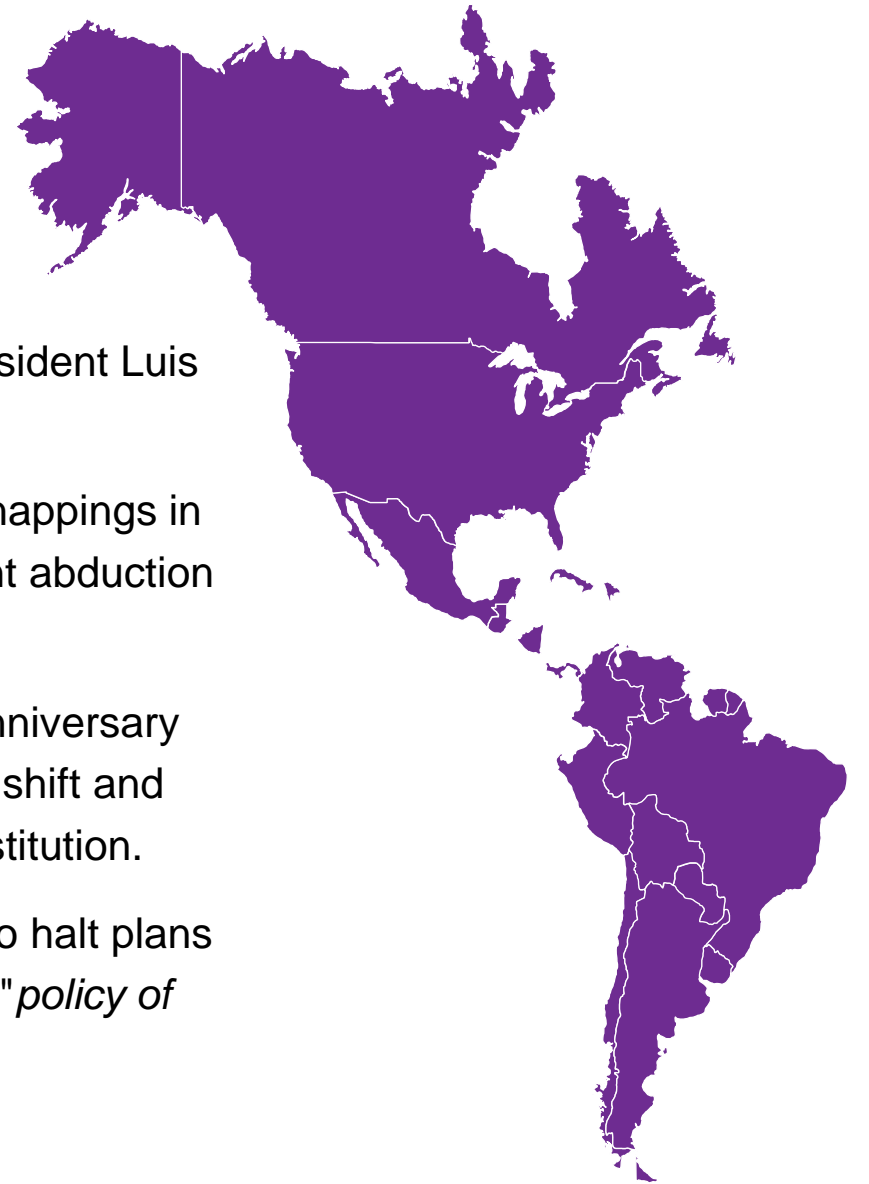 sident Luis
nappings in
nt abduction
nniversary
shift and
stitution.
o halt plans
"policy of